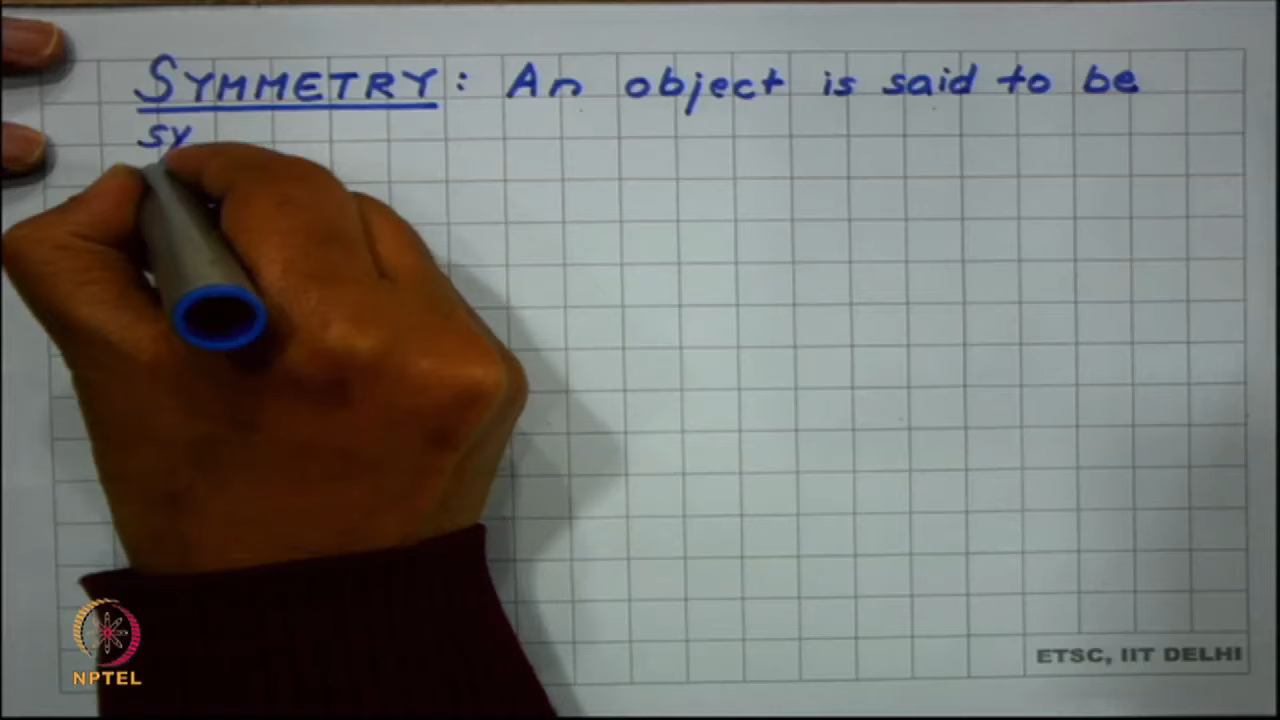 SYMMETRY: An object is said to be
sy
NPTEL
ETSC, IIT DELHI